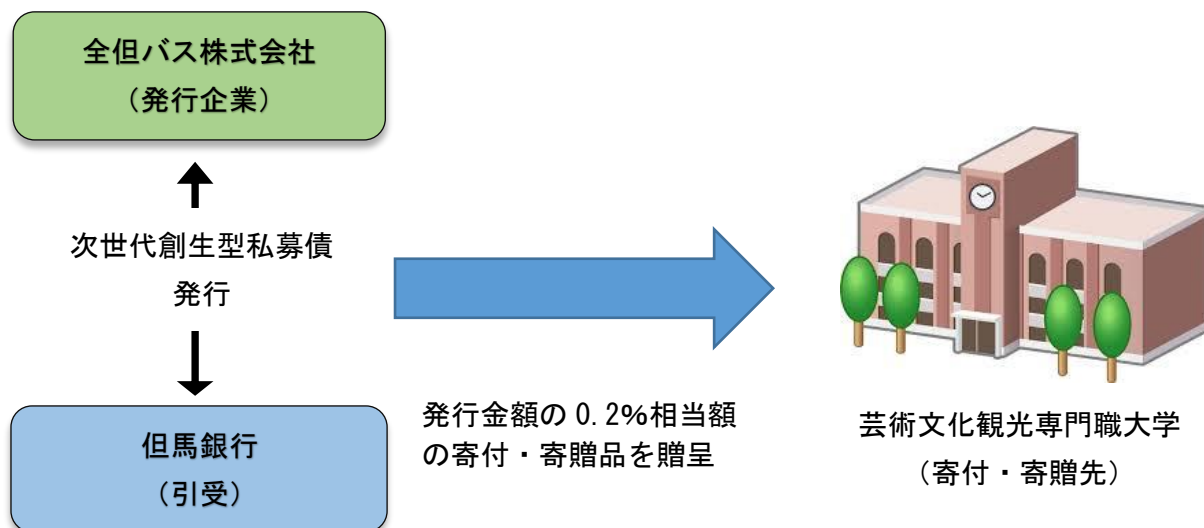 全但バス株式会社
（発行企業）
次世代創生型私募債
発行
但馬銀行
（引受）
発行金額の 0.2%相当額
の寄付・寄贈品を贈呈
芸術文化観光専門職大学
（寄付・寄贈先）